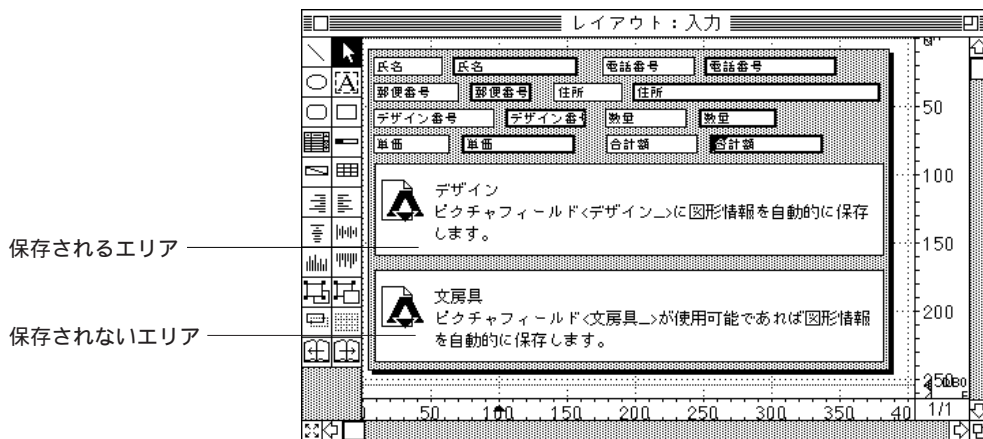 レイアウト：入力
氏名 氏名 電話番号 電話番号
郵便番号 郵便番号 住所 住所
デザイン番号 デザイン番号 数量 数量
単価 単価 合計額 合計額
デザイン
ピクチャフィールド<デザイン_>に図形情報を自動的に保存
します。
文房具
ピクチャフィールド<文房具_>が使用可能であれば図形情報
を自動的に保存します。
保存されるエリア
保存されないエリア
50
100
150
200
250
50 100 150 200 250 300 350 40 1/1